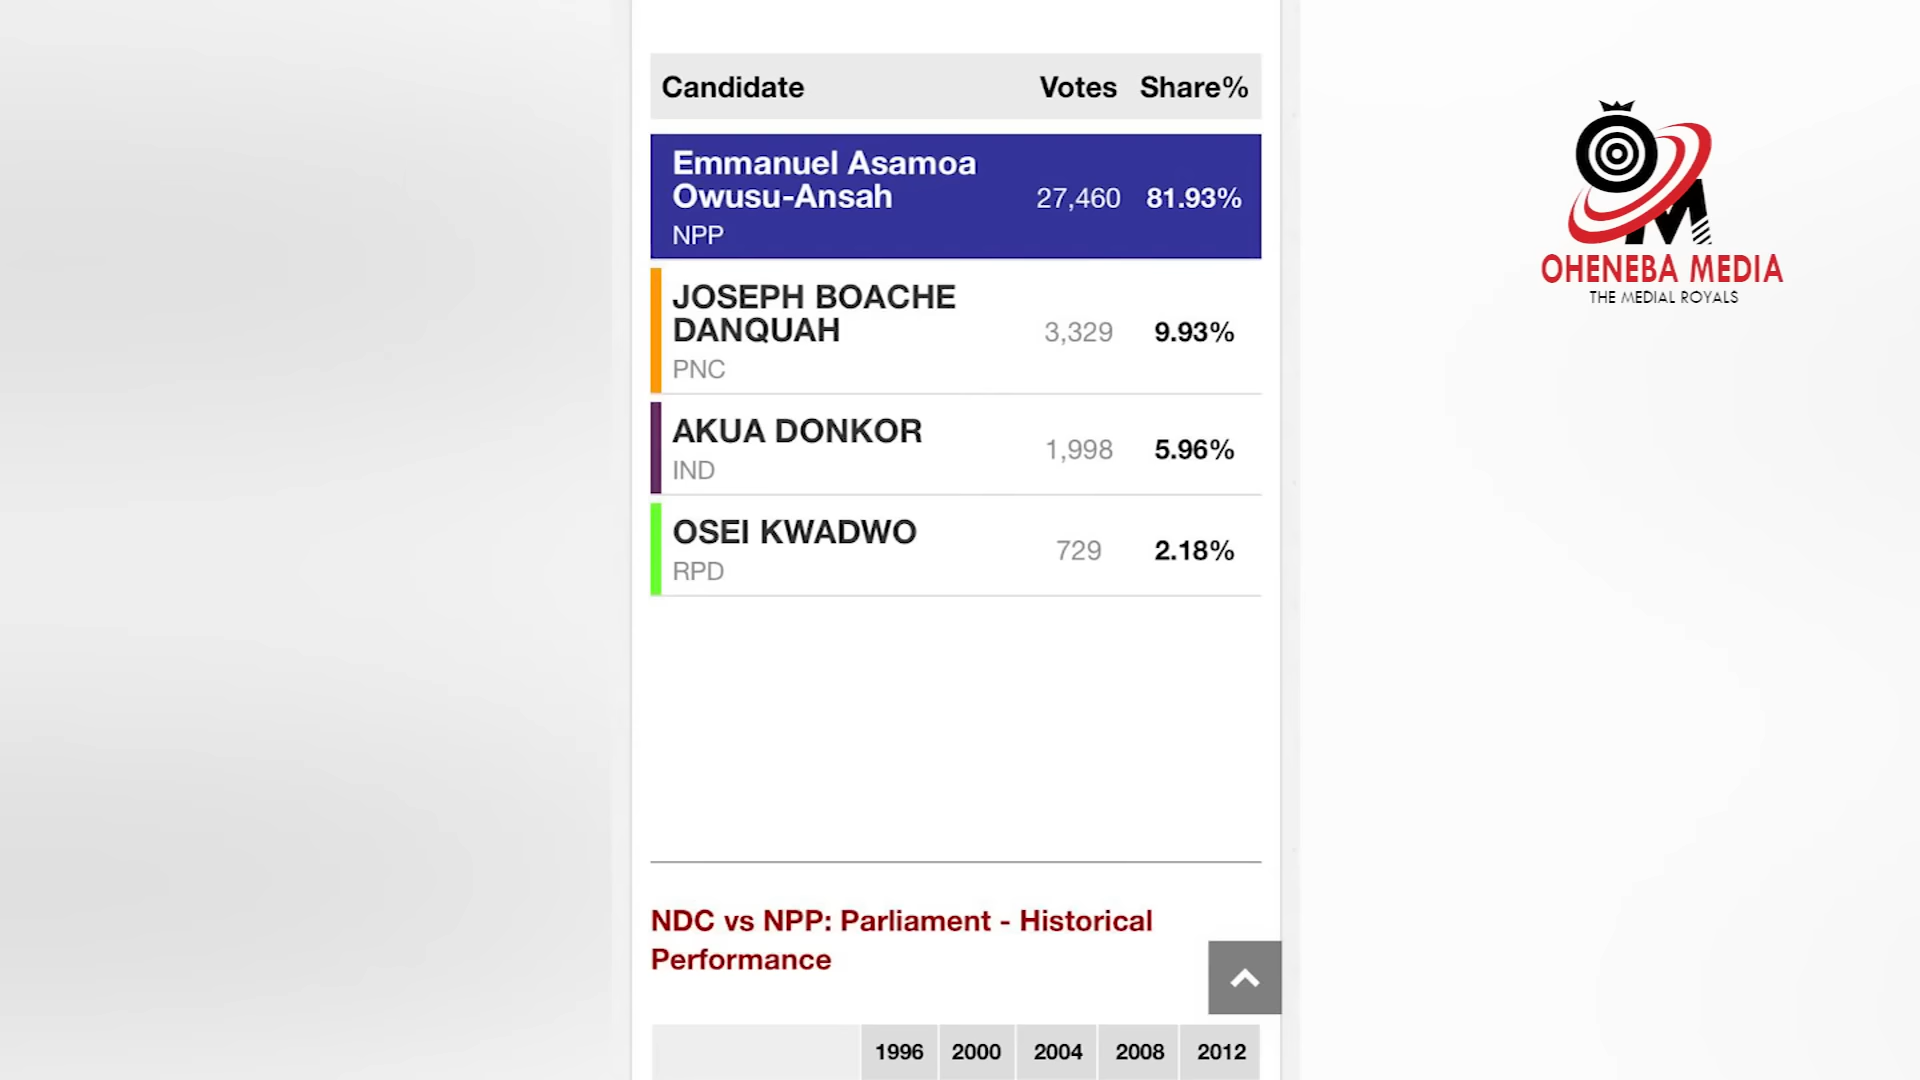 Candidate Votes Share%
Emmanuel Asamoa
Owusu-Ansah
NPP
27,460 81.93%
JOSEPH BOACHE
DANQUAH
PNC
3,329 9.93%
AKUA DONKOR
IND
1,998 5.96%
OSEI KWADWO
RPD
729 2.18%
NDC vs NPP: Parliament - Historical
Performance
1996 2000 2004 2008 2012
M
OHENEBA MEDIA
THE MEDIAL ROYALS